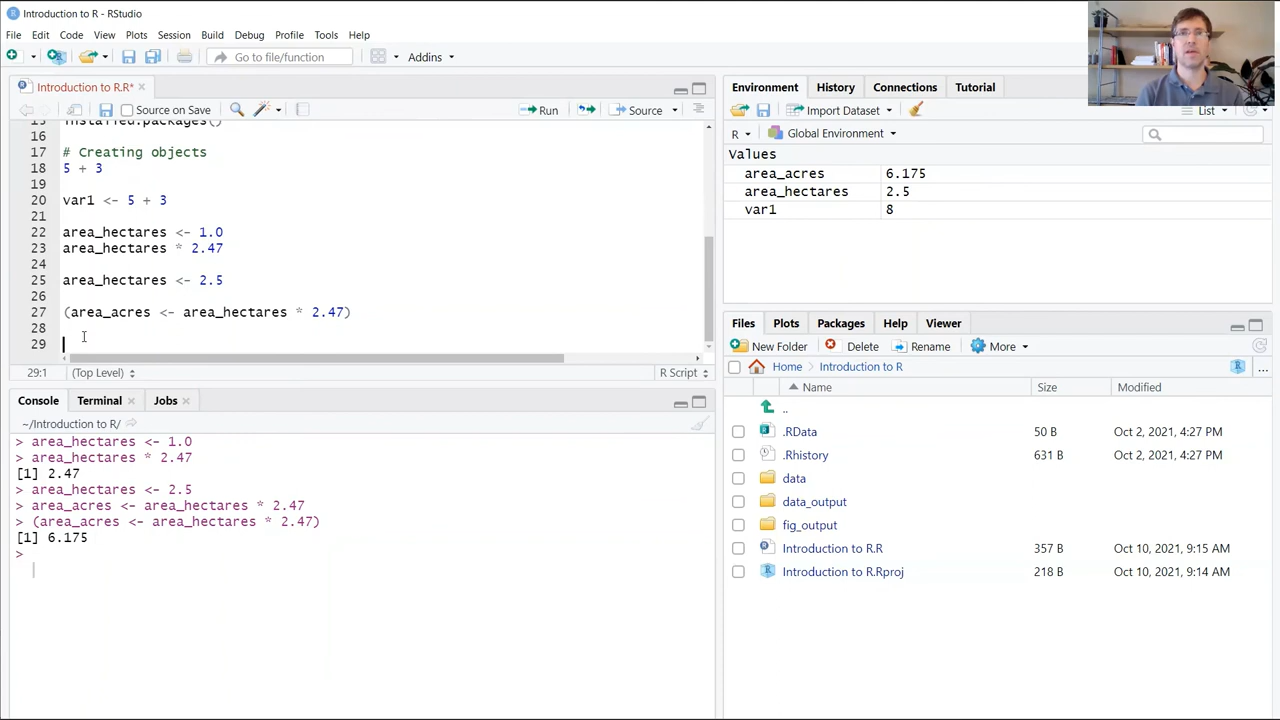 Introduction to R - RStudio
File Edit Code View Plots Session Build Debug Profile Tools Help
Go to file/function
Addins
Introduction to R.R*
Source on Save
Run
Source
15 installed.packages()
16
17 # Creating objects
18 5 + 3
19
20 var1 <- 5 + 3
21
22 area_hectares <- 1.0
23 area_hectares * 2.47
24
25 area_hectares <- 2.5
26
27 (area_acres <- area_hectares * 2.47)
28
29
29:1 (Top Level) R Script
Console Terminal Jobs
~/Introduction to R/
> area_hectares <- 1.0
> area_hectares * 2.47
[1] 2.47
> area_hectares <- 2.5
> area_acres <- area_hectares * 2.47
> (area_acres <- area_hectares * 2.47)
[1] 6.175
>
Environment History Connections Tutorial
Import Dataset
List
R Global Environment
Values
area_acres 6.175
area_hectares 2.5
var1 8
Files Plots Packages Help Viewer
New Folder Delete Rename More
Home Introduction to R
...
Name Size Modified
..
.RData 50 B Oct 2, 2021, 4:27 PM
.Rhistory 631 B Oct 2, 2021, 4:27 PM
data
data_output
fig_output
Introduction to R.R 357 B Oct 10, 2021, 9:15 AM
Introduction to R.Rproj 218 B Oct 10, 2021, 9:14 AM